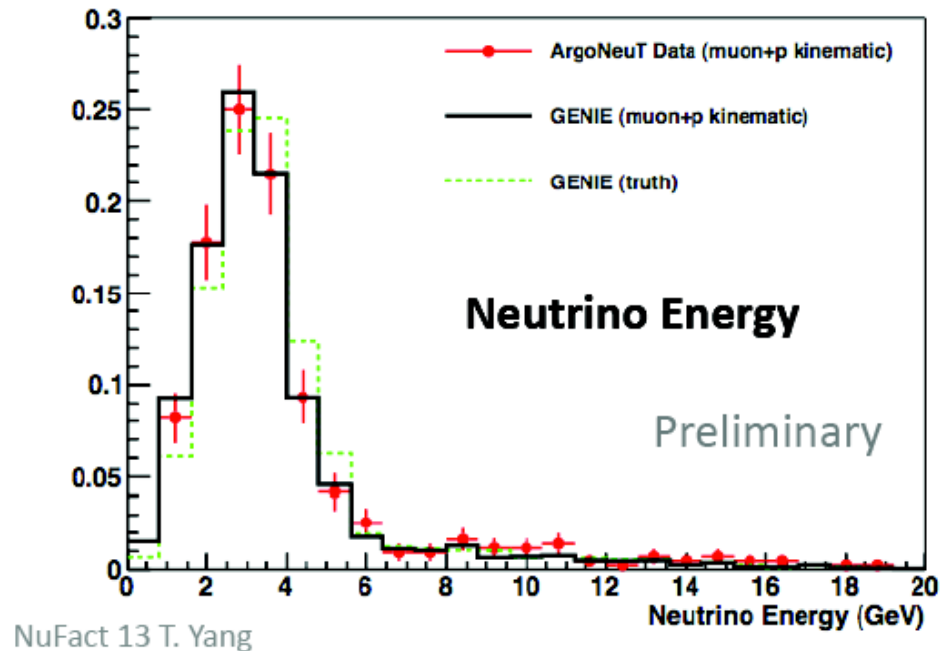 0.3
ArgoNeuT Data (muon+p kinematic)
0.25
GENIE (muon+p kinematic)
GENIE (truth)
0.2
0.15
Neutrino Energy
0.1
Preliminary
0.05
0
0 2 4 6 8 10 12 14 16 18 20
Neutrino Energy (GeV)
NuFact 13 T. Yang